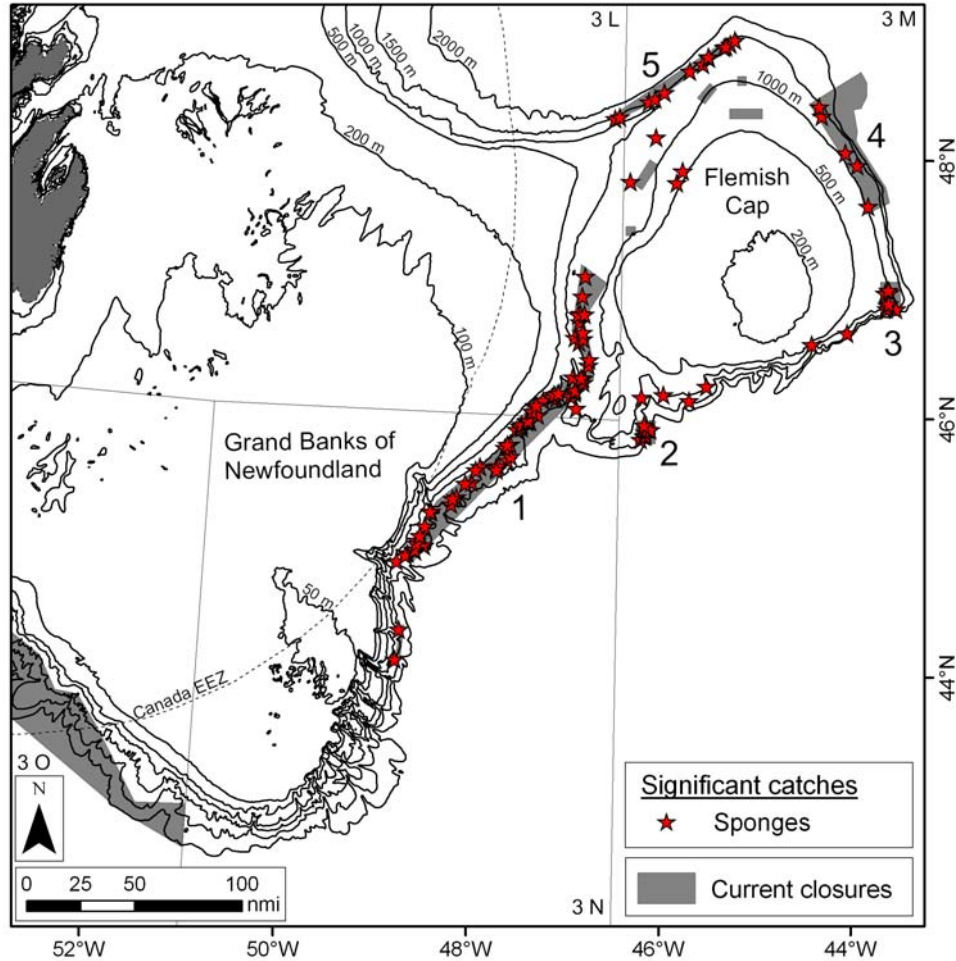 3 L
3 M
500 m
1000 m
1500 m
2000 m
5
1000 m
4
200 m
48°N
Flemish
Cap
500 m
200 m
3
100 m
46°N
Grand Banks of
Newfoundland
2
1
50 m
44°N
Canada EEZ
3 O
N
Significant catches
Sponges
Current closures
0 25 50 100
nmi
3 N
52°W 50°W 48°W 46°W 44°W